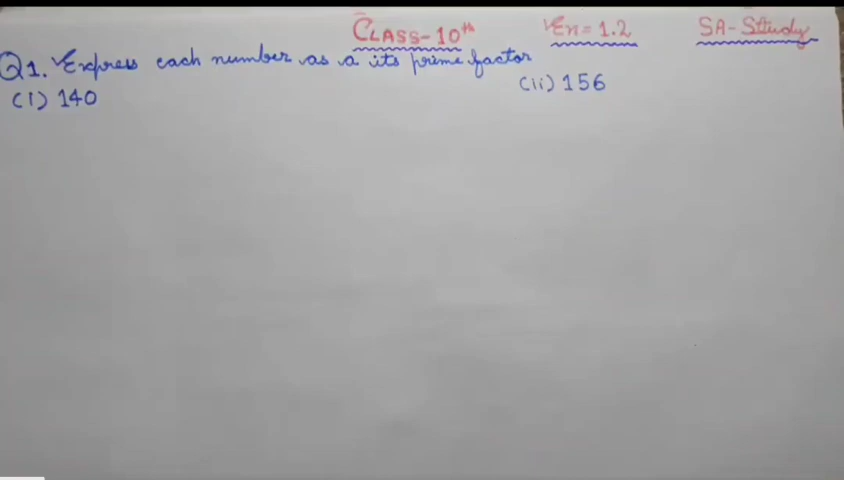 CLASS-10th Ex=1.2 SA-Study
Q1. Express each number as a its prime factor
(i) 140 (ii) 156